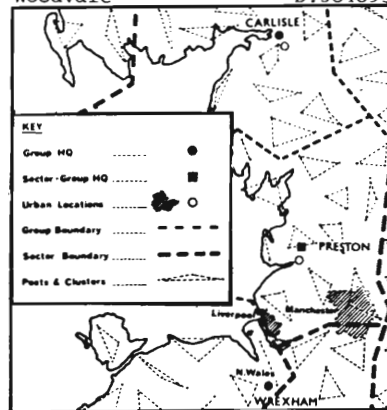 CARLISLE
KEY
Group HQ
Sector-Group HQ
Urban Locations
Group Boundary
Sector Boundary
Posts & Clusters
PRESTON
Liverpool
Manchester
N.Wales
WREXHAM